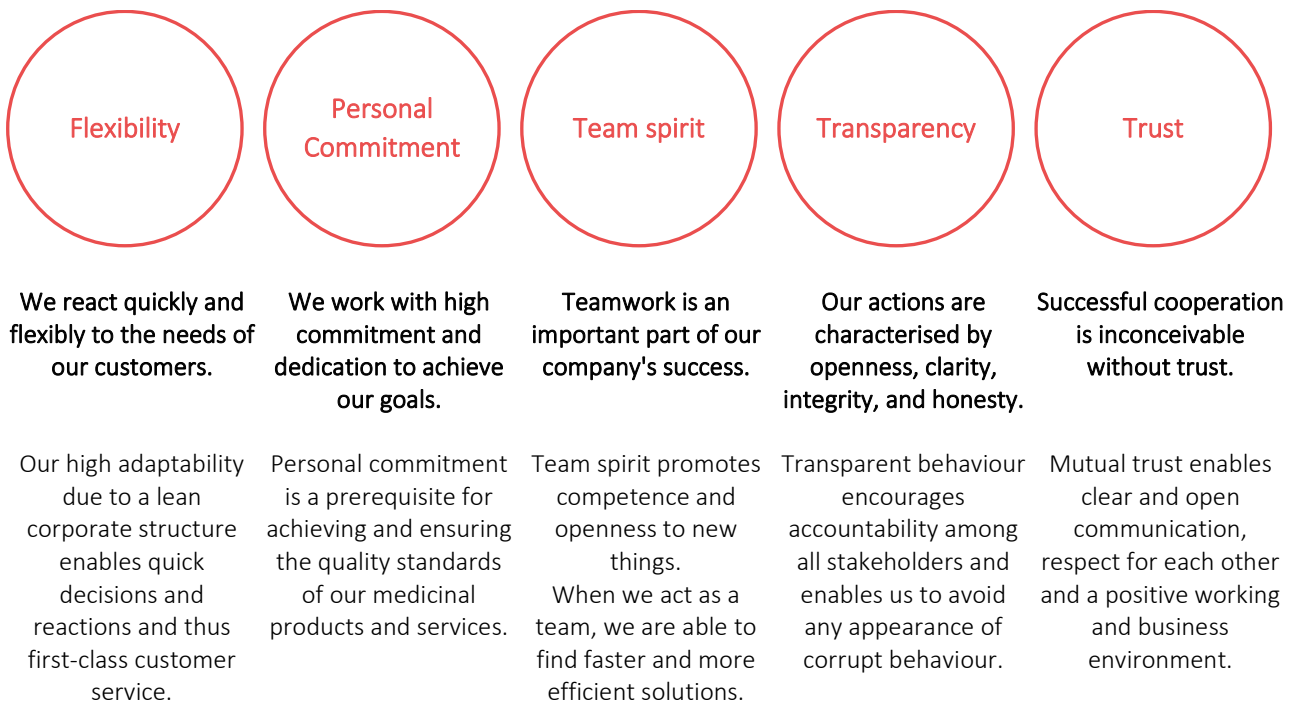 Flexibility
Personal
Commitment
Team spirit
Transparency
Trust
We react quickly and
flexibly to the needs of
our customers.
We work with high
commitment and
dedication to achieve
our goals.
Teamwork is an
important part of our
company's success.
Our actions are
characterised by
openness, clarity,
integrity, and honesty.
Successful cooperation
is inconceivable
without trust.
Our high adaptability
due to a lean
corporate structure
enables quick
decisions and
reactions and thus
first-class customer
service.
Personal commitment
is a prerequisite for
achieving and ensuring
the quality standards
of our medicinal
products and services.
Team spirit promotes
competence and
openness to new
things.
When we act as a
team, we are able to
find faster and more
efficient solutions.
Transparent behaviour
encourages
accountability among
all stakeholders and
enables us to avoid
any appearance of
corrupt behaviour.
Mutual trust enables
clear and open
communication,
respect for each other
and a positive working
and business
environment.